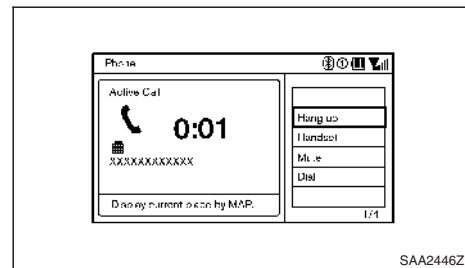 Phone
Active Call
0:01
XXXXXXXXXXXX
Display current place by MAP.
Hang up
Handset
Mute
Dial
1/4
SAA2446Z